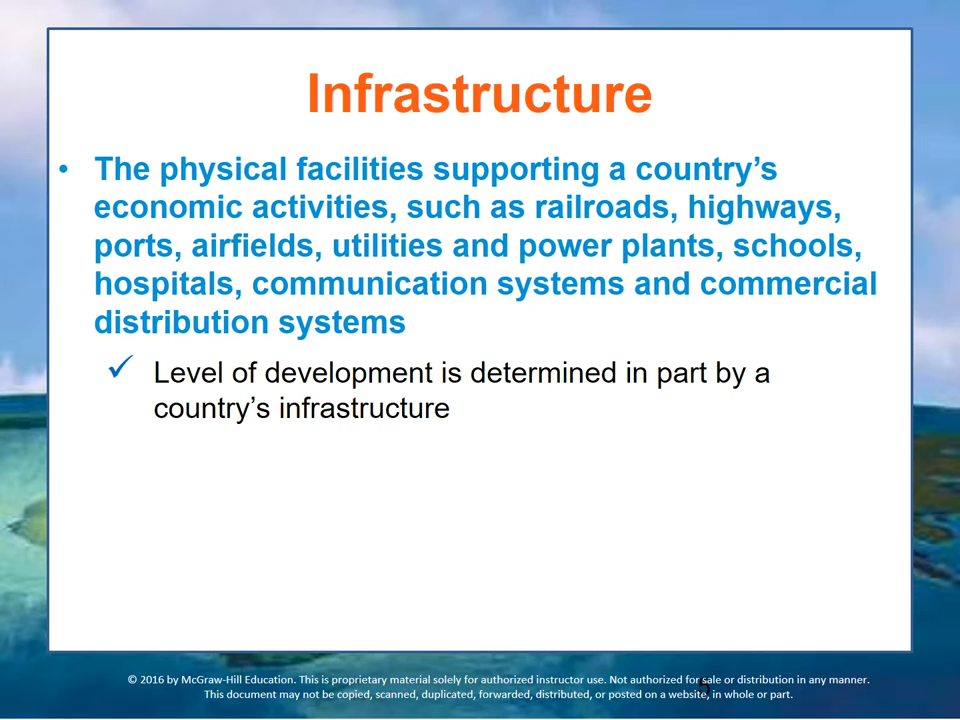 Infrastructure
• The physical facilities supporting a country’s
economic activities, such as railroads, highways,
ports, airfields, utilities and power plants, schools,
hospitals, communication systems and commercial
distribution systems
✓ Level of development is determined in part by a
country’s infrastructure
© 2016 by McGraw-Hill Education. This is proprietary material solely for authorized instructor use. Not authorized for sale or distribution in any manner.
This document may not be copied, scanned, duplicated, forwarded, distributed, or posted on a website, in whole or part.
5